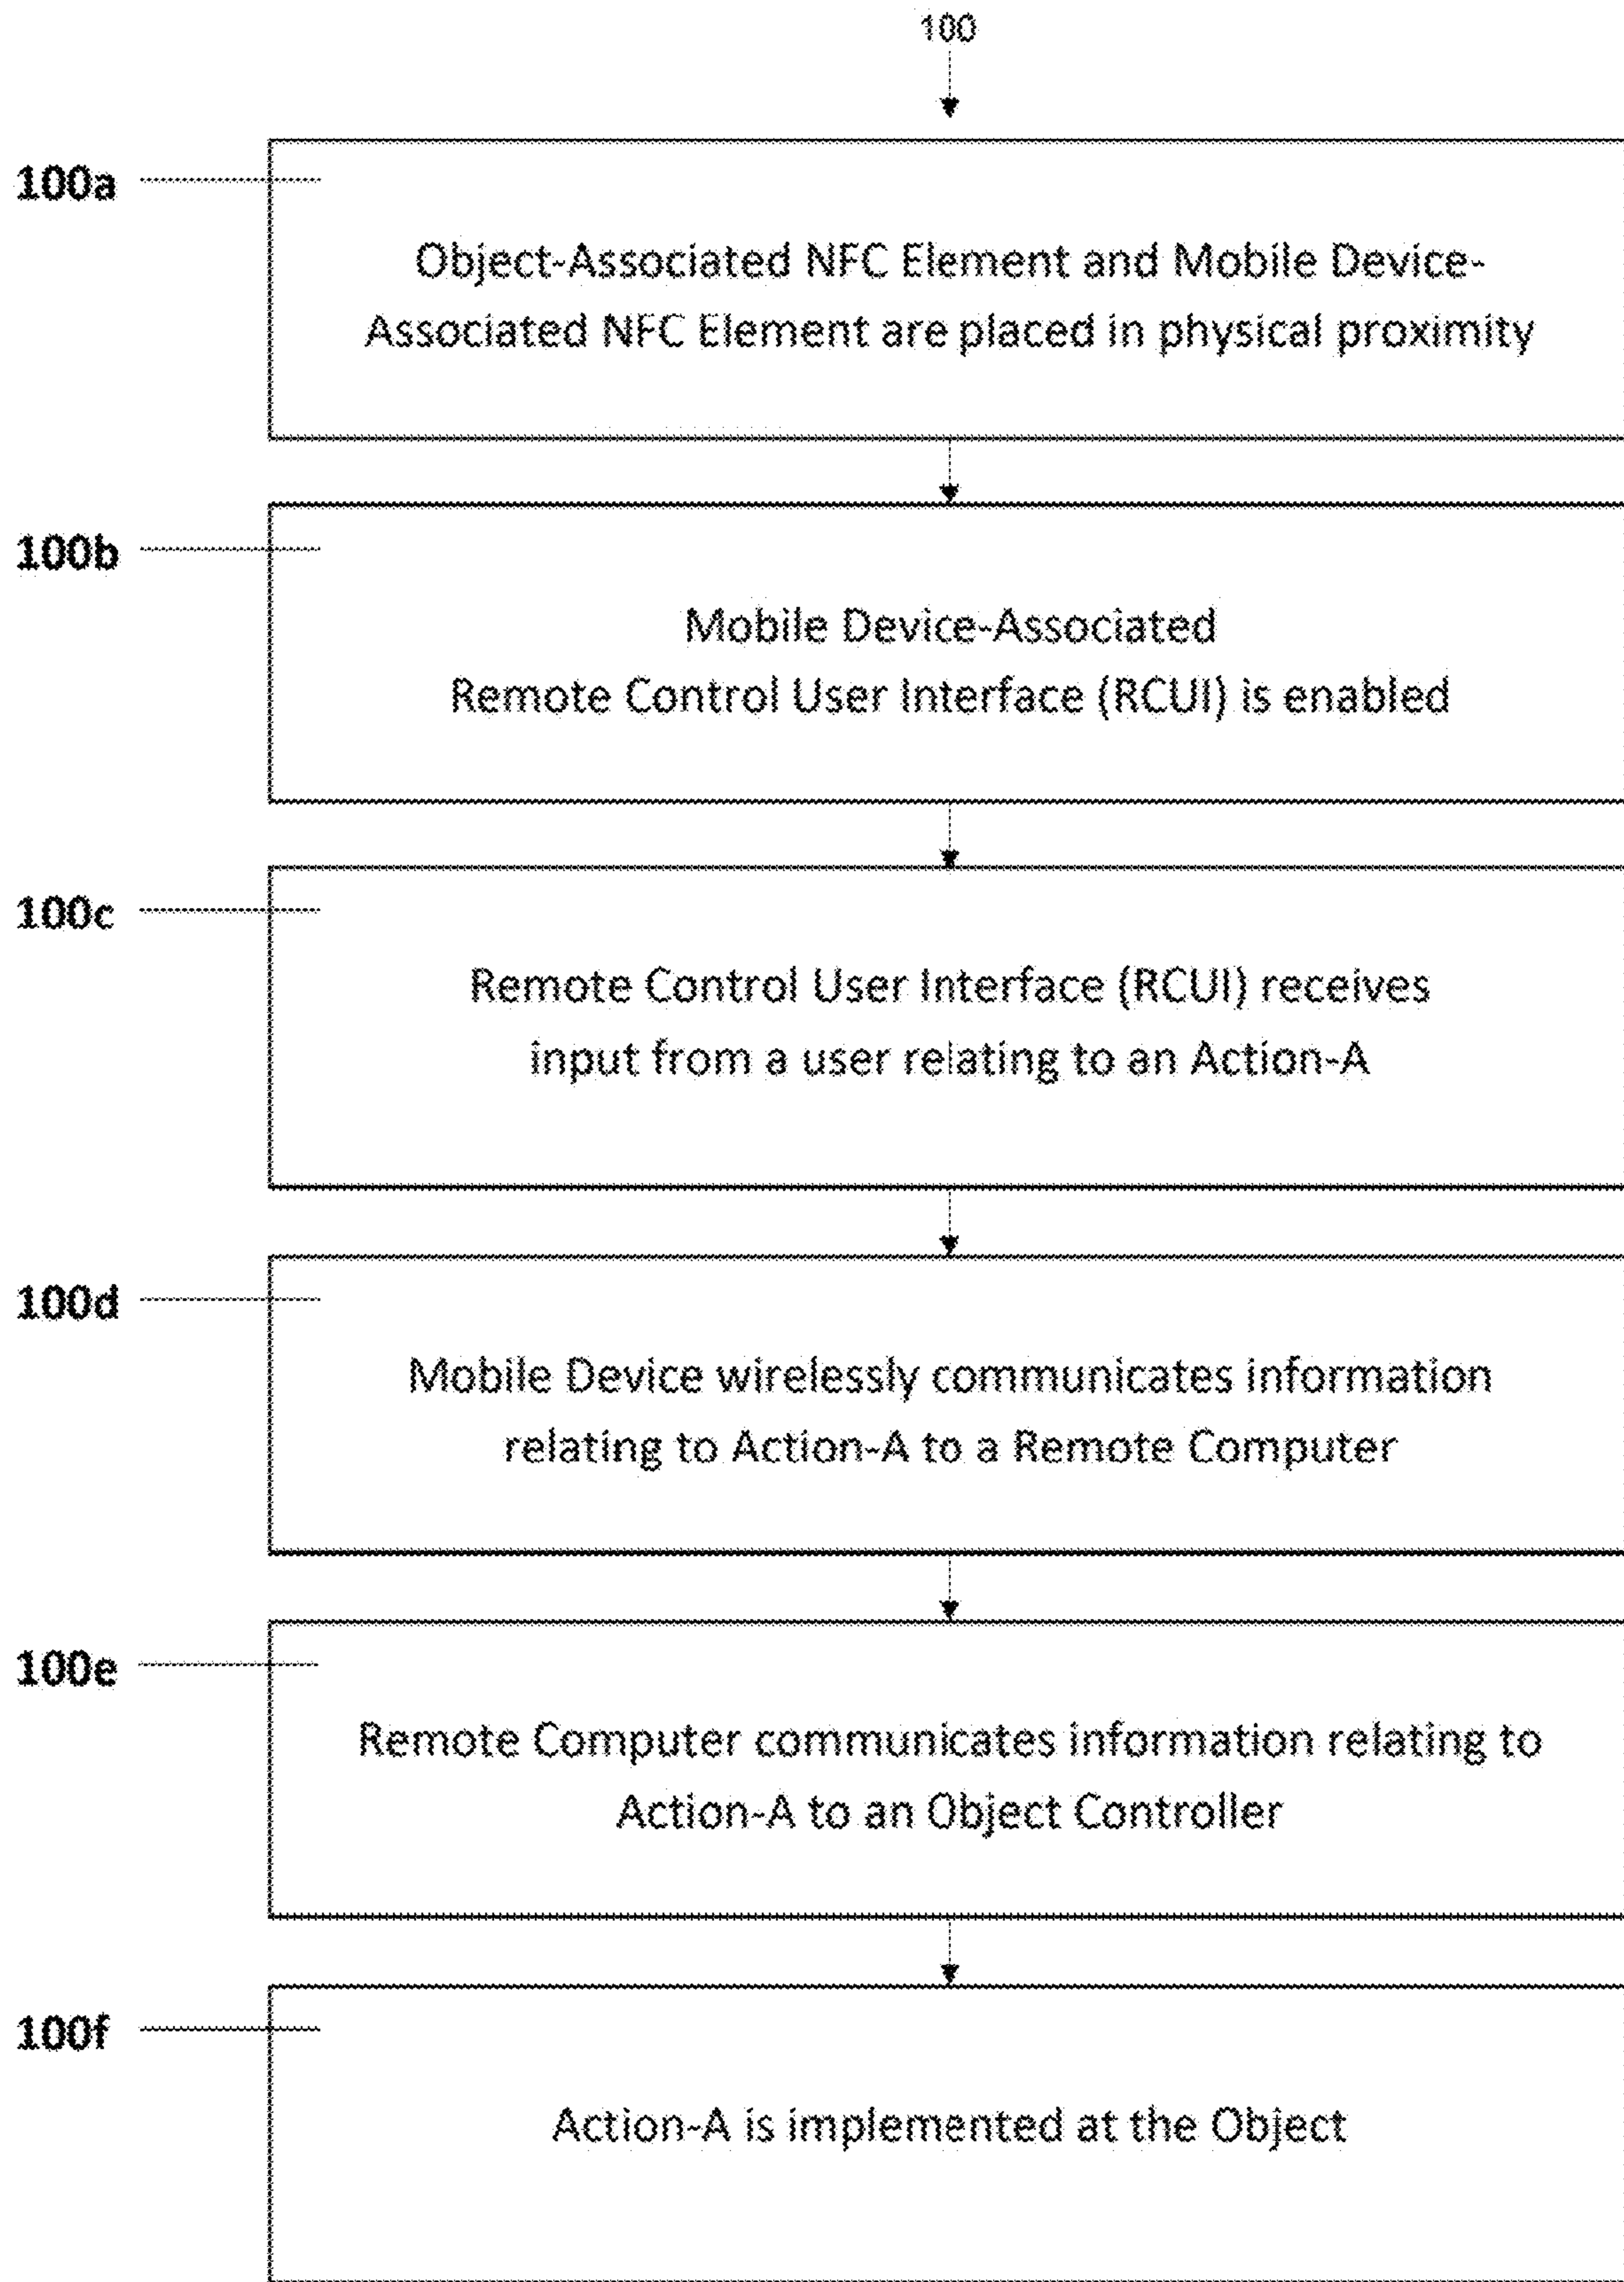 100
100a
Object-Associated NFC Element and Mobile Device-
Associated NFC Element are placed in physical proximity
100b
Mobile Device-Associated
Remote Control User Interface (RCUI) is enabled
100c
Remote Control User Interface (RCUI) receives
input from a user relating to an Action-A
100d
Mobile Device wirelessly communicates information
relating to Action-A to a Remote Computer
100e
Remote Computer communicates information relating to
Action-A to an Object Controller
100f
Action-A is implemented at the Object